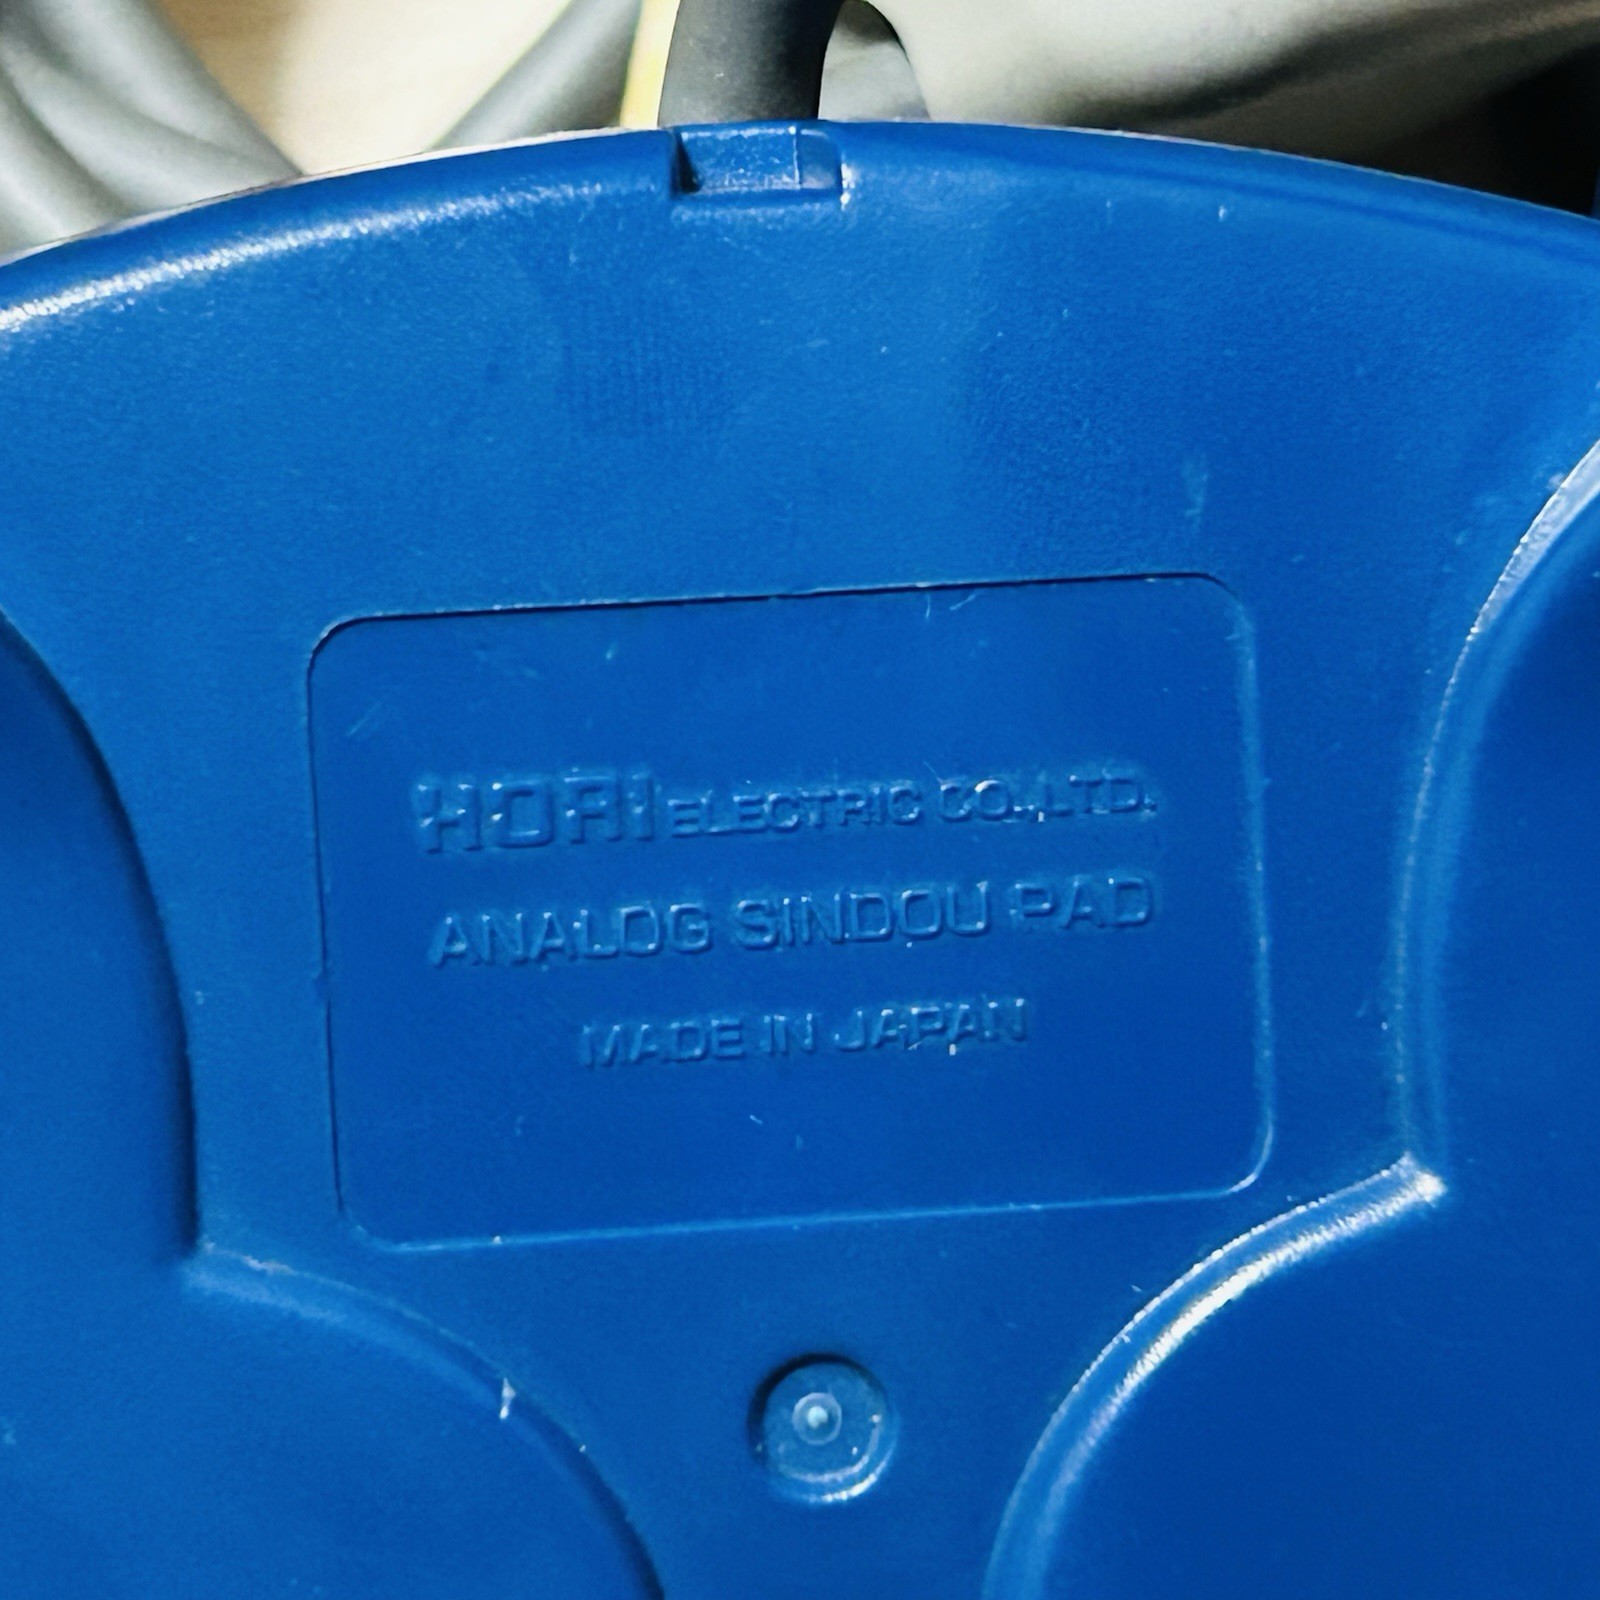 HORI ELECTRIC CO.,LTD.
ANALOG SINDOU PAD
MADE IN JAPAN